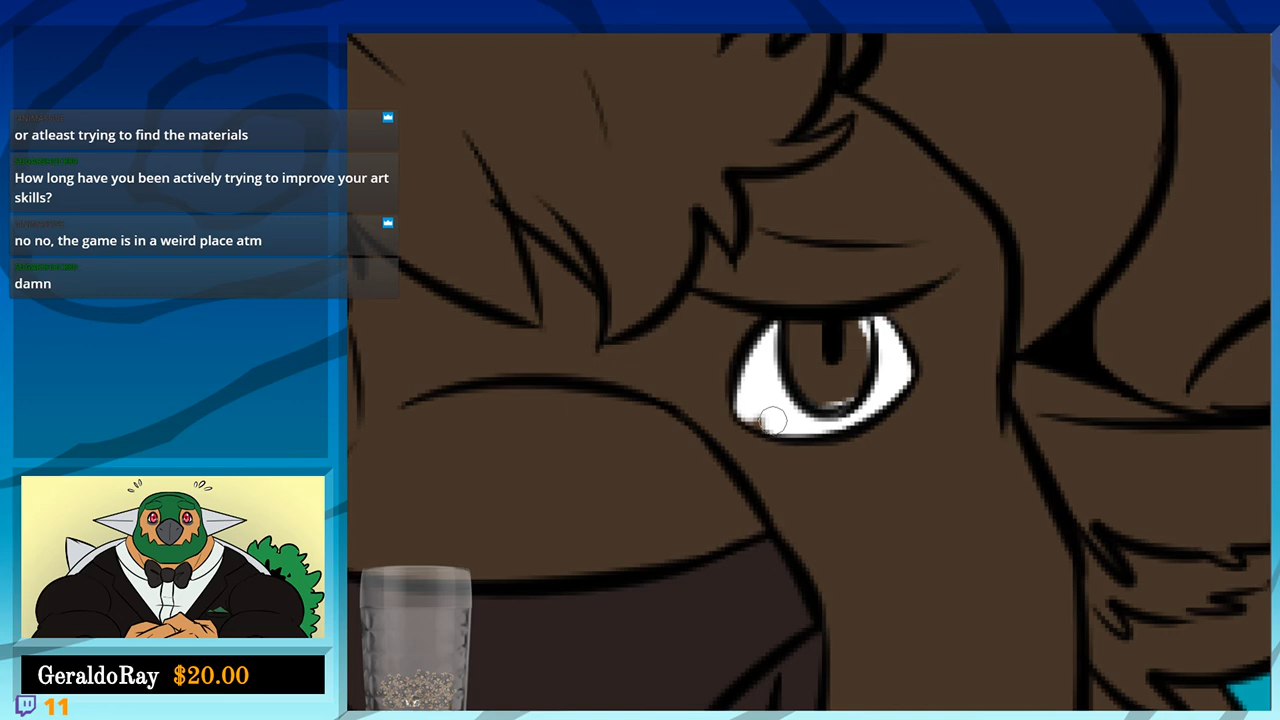 or atleast trying to find the materials
How long have you been actively trying to improve your art
skills?
no no, the game is in a weird place atm
damn
GeraldoRay $20.00
11